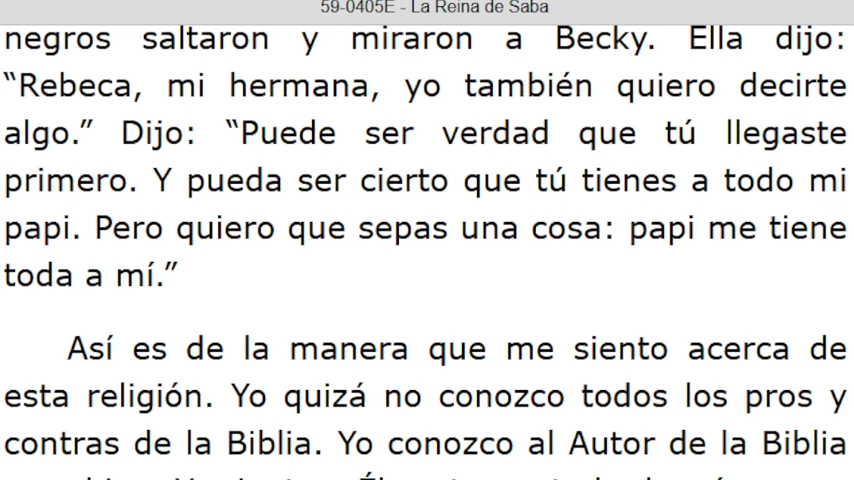 59-0405E - La Reina de Saba
negros saltaron y miraron a Becky. Ella dijo:
“Rebeca, mi hermana, yo también quiero decirte
algo.” Dijo: “Puede ser verdad que tú llegaste
primero. Y pueda ser cierto que tú tienes a todo mi
papi. Pero quiero que sepas una cosa: papi me tiene
toda a mí.”
Así es de la manera que me siento acerca de
esta religión. Yo quizá no conozco todos los pros y
contras de la Biblia. Yo conozco al Autor de la Biblia